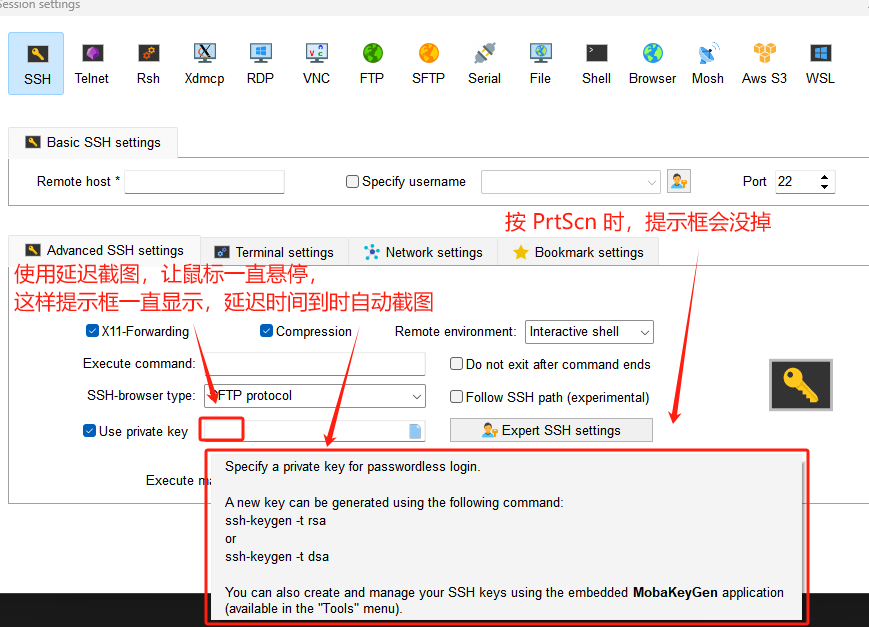 Session settings
SSH
Telnet
Rsh
Xdmcp
RDP
VNC
FTP
SFTP
Serial
File
Shell
Browser
Mosh
Aws S3
WSL
Basic SSH settings
Remote host *
Specify username
Port 22
按 PrtScn 时，提示框会没掉
Advanced SSH settings
Terminal settings
Network settings
Bookmark settings
使用延迟截图，让鼠标一直悬停，
这样提示框一直显示，延迟时间到时自动截图
X11-Forwarding
Compression
Remote environment: Interactive shell
Execute command:
Do not exit after command ends
SSH-browser type: SFTP protocol
Follow SSH path (experimental)
Use private key
Expert SSH settings
Execute
Specify a private key for passwordless login.
A new key can be generated using the following command:
ssh-keygen -t rsa
or
ssh-keygen -t dsa
You can also create and manage your SSH keys using the embedded MobaKeyGen application
(available in the "Tools" menu).